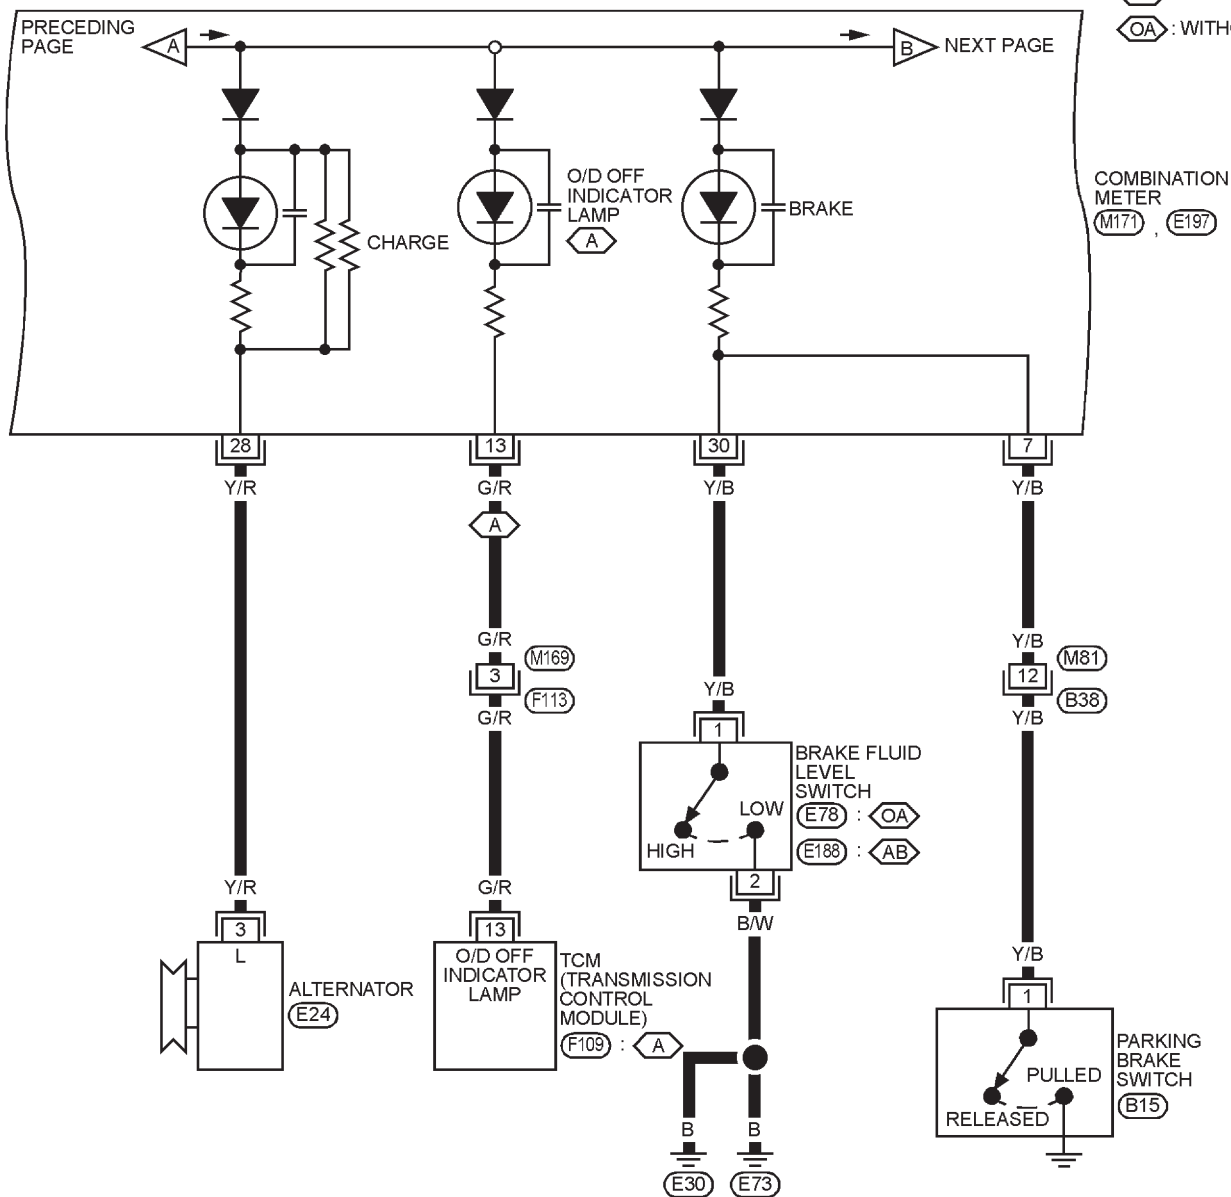 PRECEDING
PAGE
A
B
NEXT PAGE
OA : WITH
COMBINATION
METER
M171 , E197
CHARGE
O/D OFF
INDICATOR
LAMP
A
BRAKE
28
13
30
7
Y/R
G/R
Y/B
Y/B
A
G/R
3
M169
F113
G/R
Y/B
12
M81
B38
Y/B
Y/B
1
BRAKE FLUID
LEVEL
SWITCH
E78 : OA
E188 : AB
HIGH
LOW
2
B/W
Y/R
3
L
ALTERNATOR
E24
G/R
13
O/D OFF
INDICATOR
LAMP
TCM
(TRANSMISSION
CONTROL
MODULE)
F109 : A
B
B
E30
E73
Y/B
1
PULLED
RELEASED
PARKING
BRAKE
SWITCH
B15